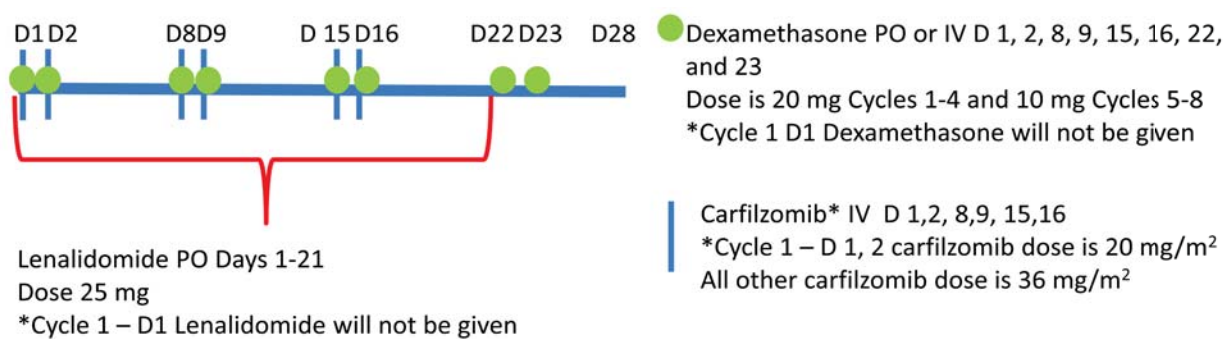 D1 D2 D8 D9 D 15 D16 D22 D23 D28
Lenalidomide PO Days 1-21
Dose 25 mg
*Cycle 1 – D1 Lenalidomide will not be given
Dexamethasone PO or IV D 1, 2, 8, 9, 15, 16, 22,
and 23
Dose is 20 mg Cycles 1-4 and 10 mg Cycles 5-8
*Cycle 1 D1 Dexamethasone will not be given
Carfilzomib* IV D 1,2, 8,9, 15,16
*Cycle 1 – D 1, 2 carfilzomib dose is 20 mg/m²
All other carfilzomib dose is 36 mg/m²